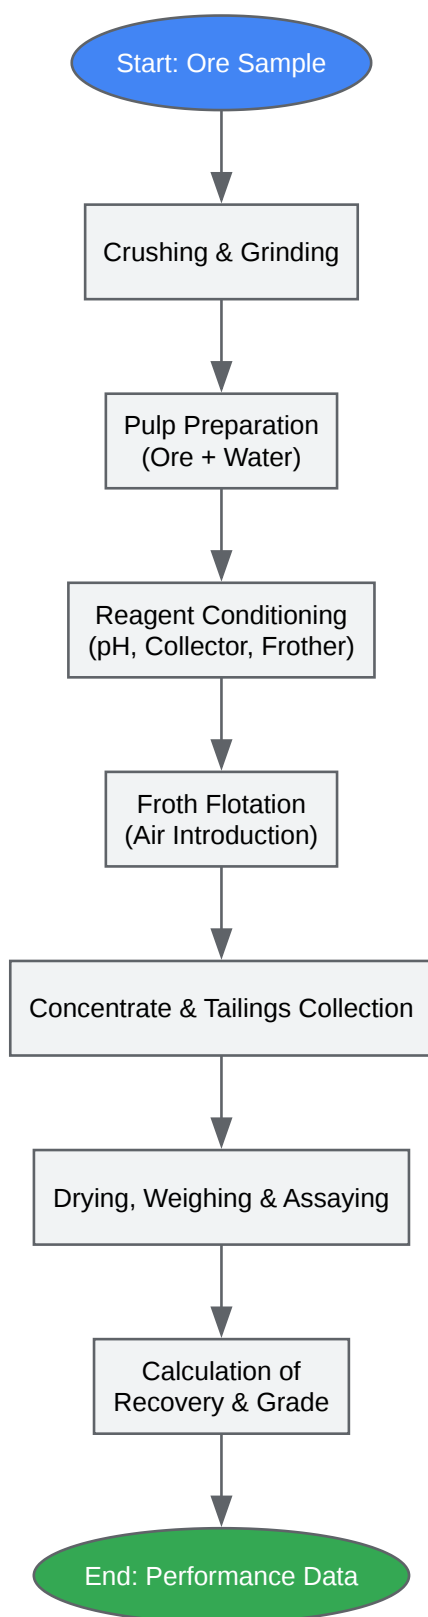 Start: Ore Sample
Crushing & Grinding
Pulp Preparation
(Ore + Water)
Reagent Conditioning
(pH, Collector, Frother)
Froth Flotation
(Air Introduction)
Concentrate & Tailings Collection
Drying, Weighing & Assaying
Calculation of
Recovery & Grade
End: Performance Data